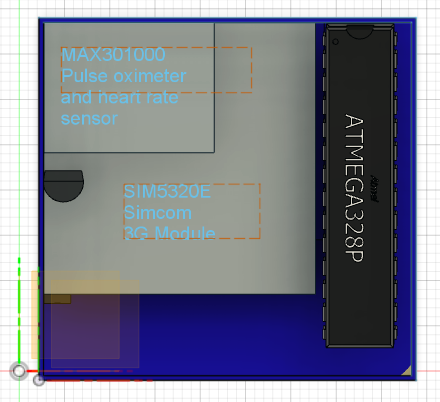 MAX301000
Pulse oximeter
and heart rate
sensor
SIM5320E
Simcom
3G Module
ATMEGA328P